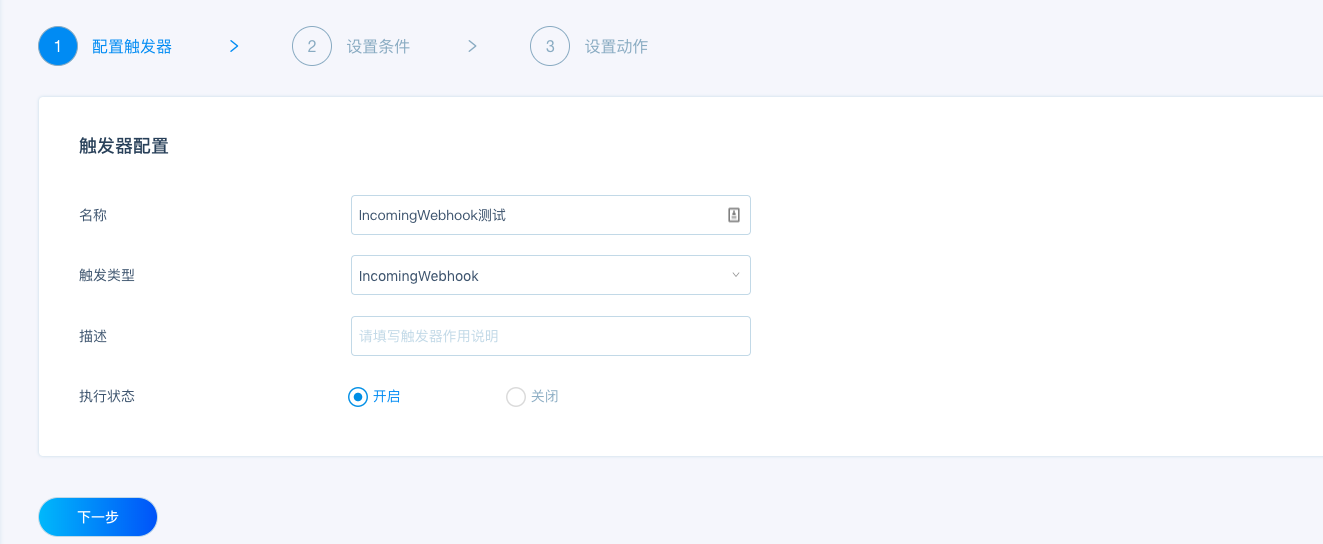 1 配置触发器 > 2 设置条件 > 3 设置动作
触发器配置
名称 IncomingWebhook测试
触发类型 IncomingWebhook
描述 请填写触发器作用说明
执行状态 开启 关闭
下一步